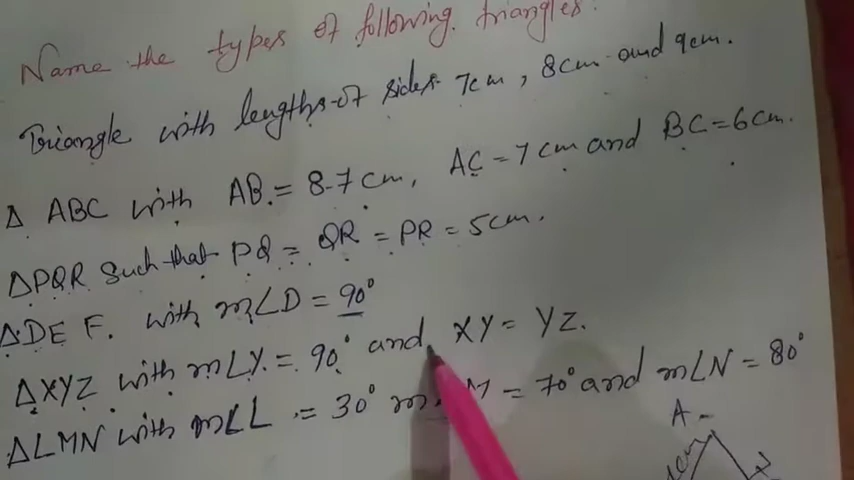 Name the types of following triangles.
Triangle with lengths of sides 7cm, 8cm and 9cm.
Δ ABC with AB = 8.7 cm, AC = 7 cm and BC = 6 cm.
ΔPQR such that PQ = QR = PR = 5cm.
ΔDEF. with m∠D = 90°
ΔXYZ with m∠Y = 90° and XY = YZ.
ΔLMN with m∠L = 30° m = 70° and m∠N = 80°
A